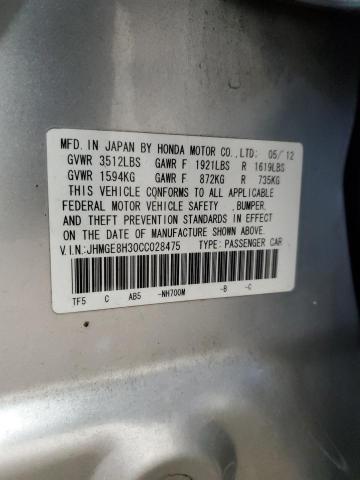 MFD. IN JAPAN BY HONDA MOTOR CO., LTD: 05/'12
GVWR 3512LBS GAWR F 1921LBS R 1619LBS
GVWR 1594KG GAWR F 872KG R 735KG
THIS VEHICLE CONFORMS TO ALL APPLICABLE
FEDERAL MOTOR VEHICLE SAFETY , BUMPER,
AND THEFT PREVENTION STANDARDS IN EFFECT
ON THE DATE OF MANUFACTURE SHOWN ABOVE.
V.I.N.:JHMGE8H30CC028475 TYPE: PASSENGER CAR
TF5 C AB5 -NH700M -B -C